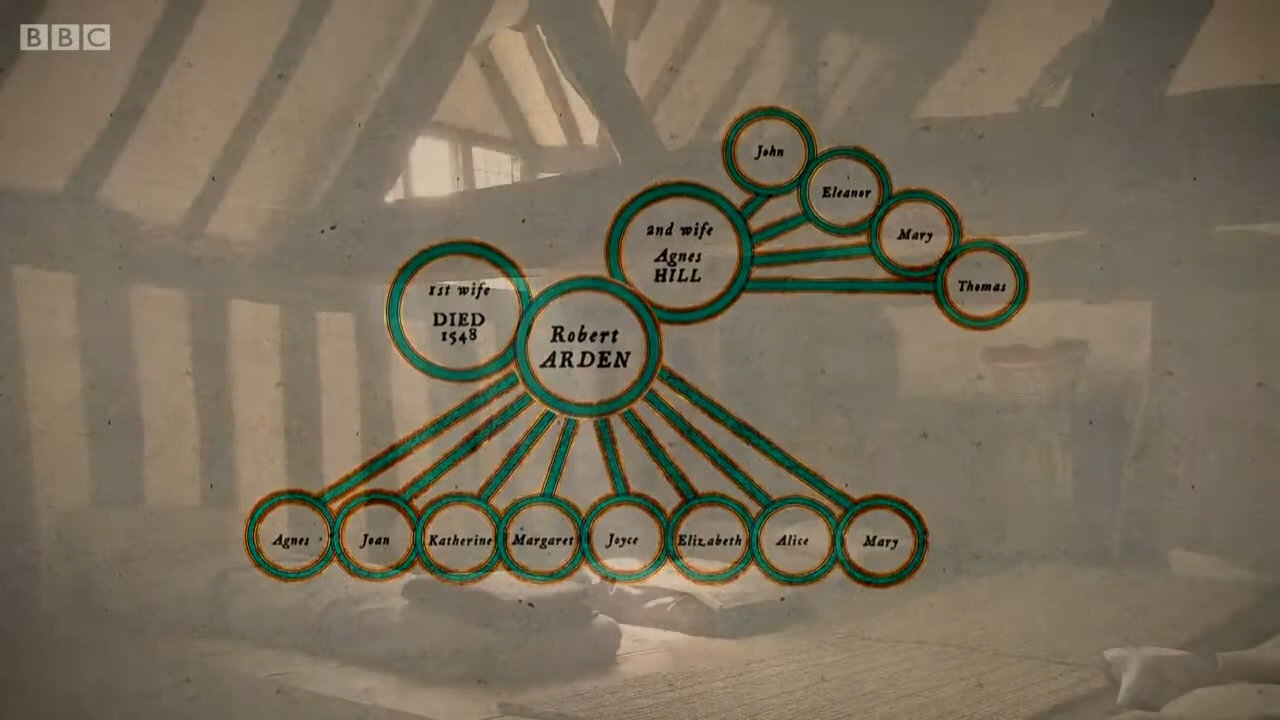 BBC
John
Eleanor
Mary
Thomas
2nd wife
Agnes
HILL
1st wife
DIED
1548
Robert
ARDEN
Agnes
Joan
Katherine
Margaret
Joyce
Elizabeth
Alice
Mary